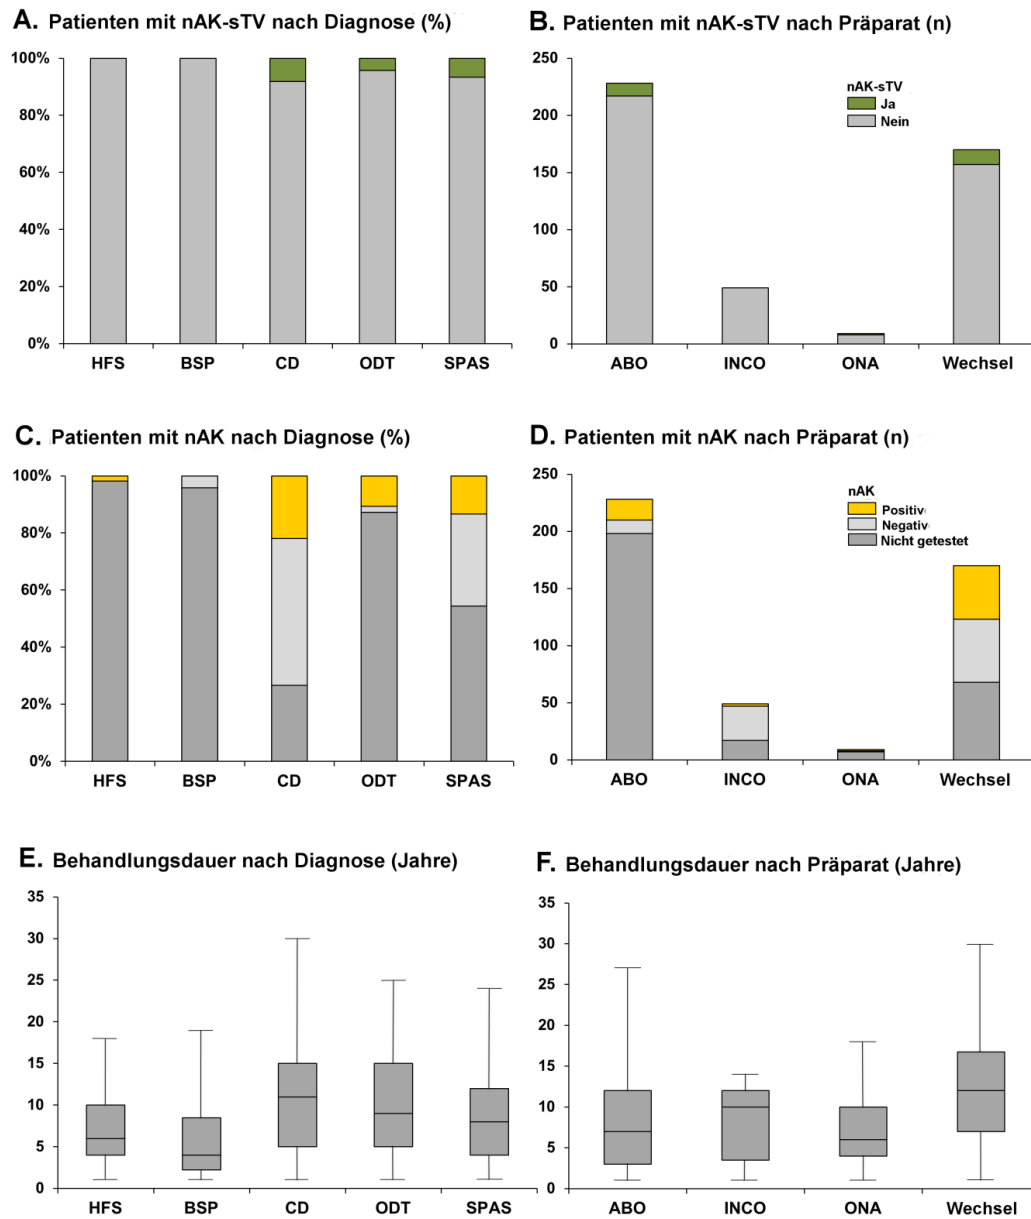 A. Patienten mit nAK-sTV nach Diagnose (%)
100%
80%
60%
40%
20%
0%
HFS BSP CD ODT SPAS
B. Patienten mit nAK-sTV nach Präparat (n)
250
200
150
100
50
0
nAK-sTV
Ja
Nein
ABO INCO ONA Wechsel
C. Patienten mit nAK nach Diagnose (%)
100%
80%
60%
40%
20%
0%
HFS BSP CD ODT SPAS
D. Patienten mit nAK nach Präparat (n)
250
200
150
100
50
0
nAK
Positiv
Negativ
Nicht getestet
ABO INCO ONA Wechsel
E. Behandlungsdauer nach Diagnose (Jahre)
35
30
25
20
15
10
5
0
HFS BSP CD ODT SPAS
F. Behandlungsdauer nach Präparat (Jahre)
35
30
25
20
15
10
5
0
ABO INCO ONA Wechsel